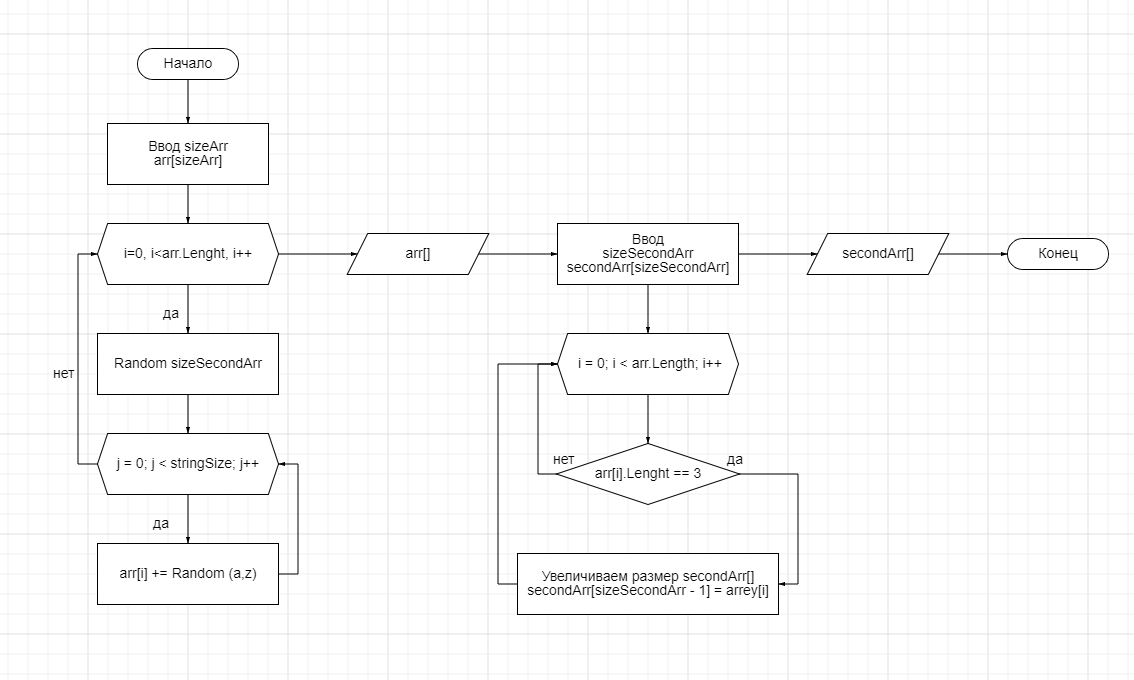 Начало
Ввод sizeArr
arr[sizeArr]
i=0, i<arr.Lenght, i++
да
Random sizeSecondArr
нет
j = 0; j < stringSize; j++
да
arr[i] += Random (a,z)
arr[]
Ввод
sizeSecondArr
secondArr[sizeSecondArr]
i = 0; i < arr.Length; i++
нет
arr[i].Lenght == 3
да
Увеличиваем размер secondArr[]
secondArr[sizeSecondArr - 1] = arrey[i]
secondArr[]
Конец